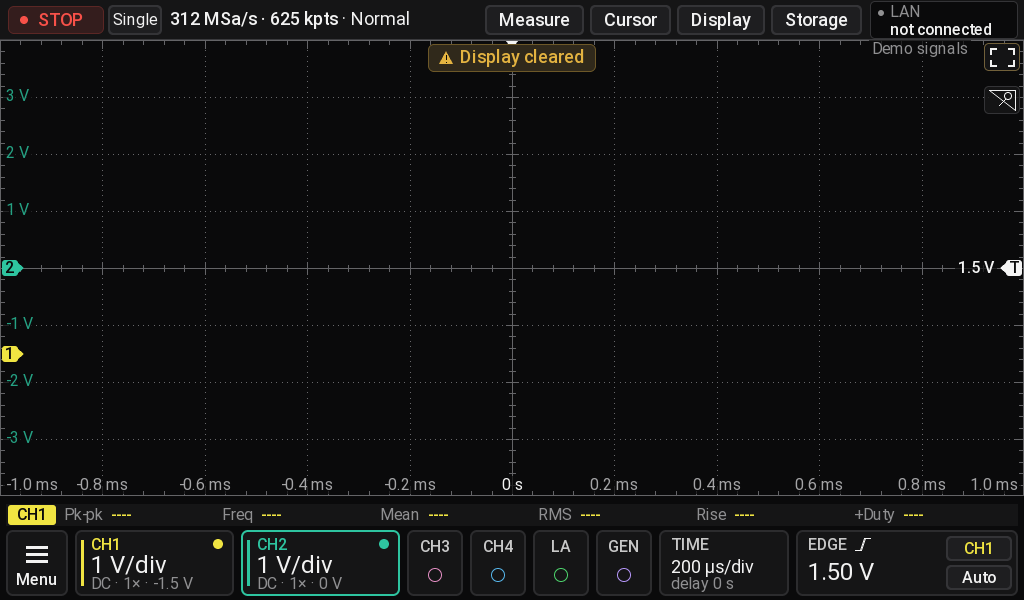 STOP Single 312 MSa/s · 625 kpts · Normal Measure Cursor Display Storage LAN
not connected
Demo signals
Display cleared
3 V
2 V
1 V
2 1.5 V T
-1 V
1
-2 V
-3 V
-1.0 ms -0.8 ms -0.6 ms -0.4 ms -0.2 ms 0 s 0.2 ms 0.4 ms 0.6 ms 0.8 ms 1.0 ms
CH1 Pk-pk ---- Freq ---- Mean ---- RMS ---- Rise ---- +Duty ----
Menu
CH1
1 V/div
DC · 1× · -1.5 V
CH2
1 V/div
DC · 1× · 0 V
CH3
CH4
LA
GEN
TIME
200 µs/div
delay 0 s
EDGE
1.50 V
CH1
Auto